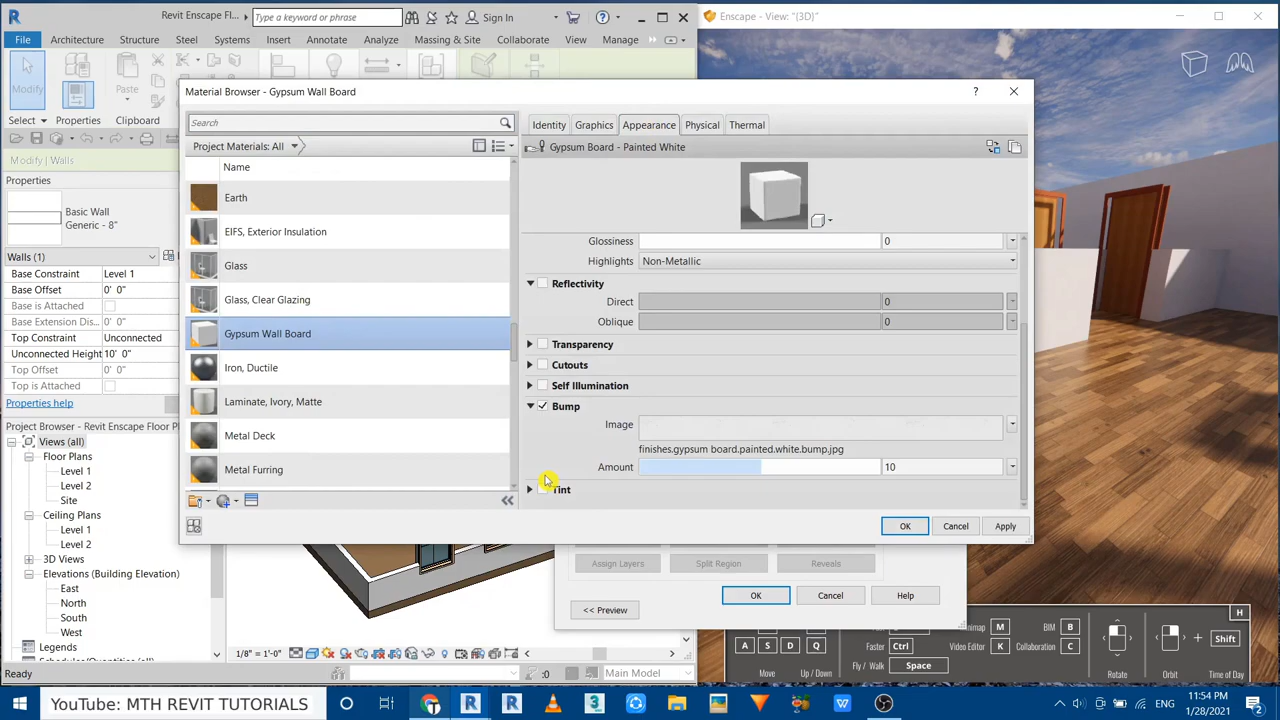 Revit Enscape Fl...
Type a keyword or phrase
Sign In
Enscape - View: "(3D)"
File
Architecture
Structure
Steel
Systems
Insert
Annotate
Analyze
Massing & Site
Collaborate
View
Manage
Modify
Paste
Select
Properties
Clipboard
Modify | Walls
Properties
Basic Wall
Generic - 8"
Walls (1)
Base Constraint Level 1
Base Offset 0' 0"
Base is Attached
Base Extension Dis...
Top Constraint Unconnected
Unconnected Height 10' 0"
Top Offset 0' 0"
Top is Attached
Properties help
Project Browser - Revit Enscape Floor P
Views (all)
Floor Plans
Level 1
Level 2
Site
Ceiling Plans
Level 1
Level 2
3D Views
Elevations (Building Elevation)
East
North
South
West
Legends
Ready
Material Browser - Gypsum Wall Board
Search
Project Materials: All
Name
Earth
EIFS, Exterior Insulation
Glass
Glass, Clear Glazing
Gypsum Wall Board
Iron, Ductile
Laminate, Ivory, Matte
Metal Deck
Metal Furring
Identity
Graphics
Appearance
Physical
Thermal
Gypsum Board - Painted White
Glossiness 0
Highlights Non-Metallic
Reflectivity
Direct 0
Oblique 0
Transparency
Cutouts
Self Illumination
Bump
Image
finishes.gypsum board.painted.white.bump.jpg
Amount 10
Tint
OK
Cancel
Apply
Assign Layers
Split Region
Reveals
OK
Cancel
Help
<< Preview
1/8" = 1'-0"
:0
Main Model
H
A S D Q
Move Up / Down
Faster Ctrl
Fly / Walk Space
M
BIM B
Video Editor K
Collaboration C
Rotate
Orbit
+
Shift
Time of Day
YouTube: MTH REVIT TUTORIALS
11:54 PM
1/28/2021
2